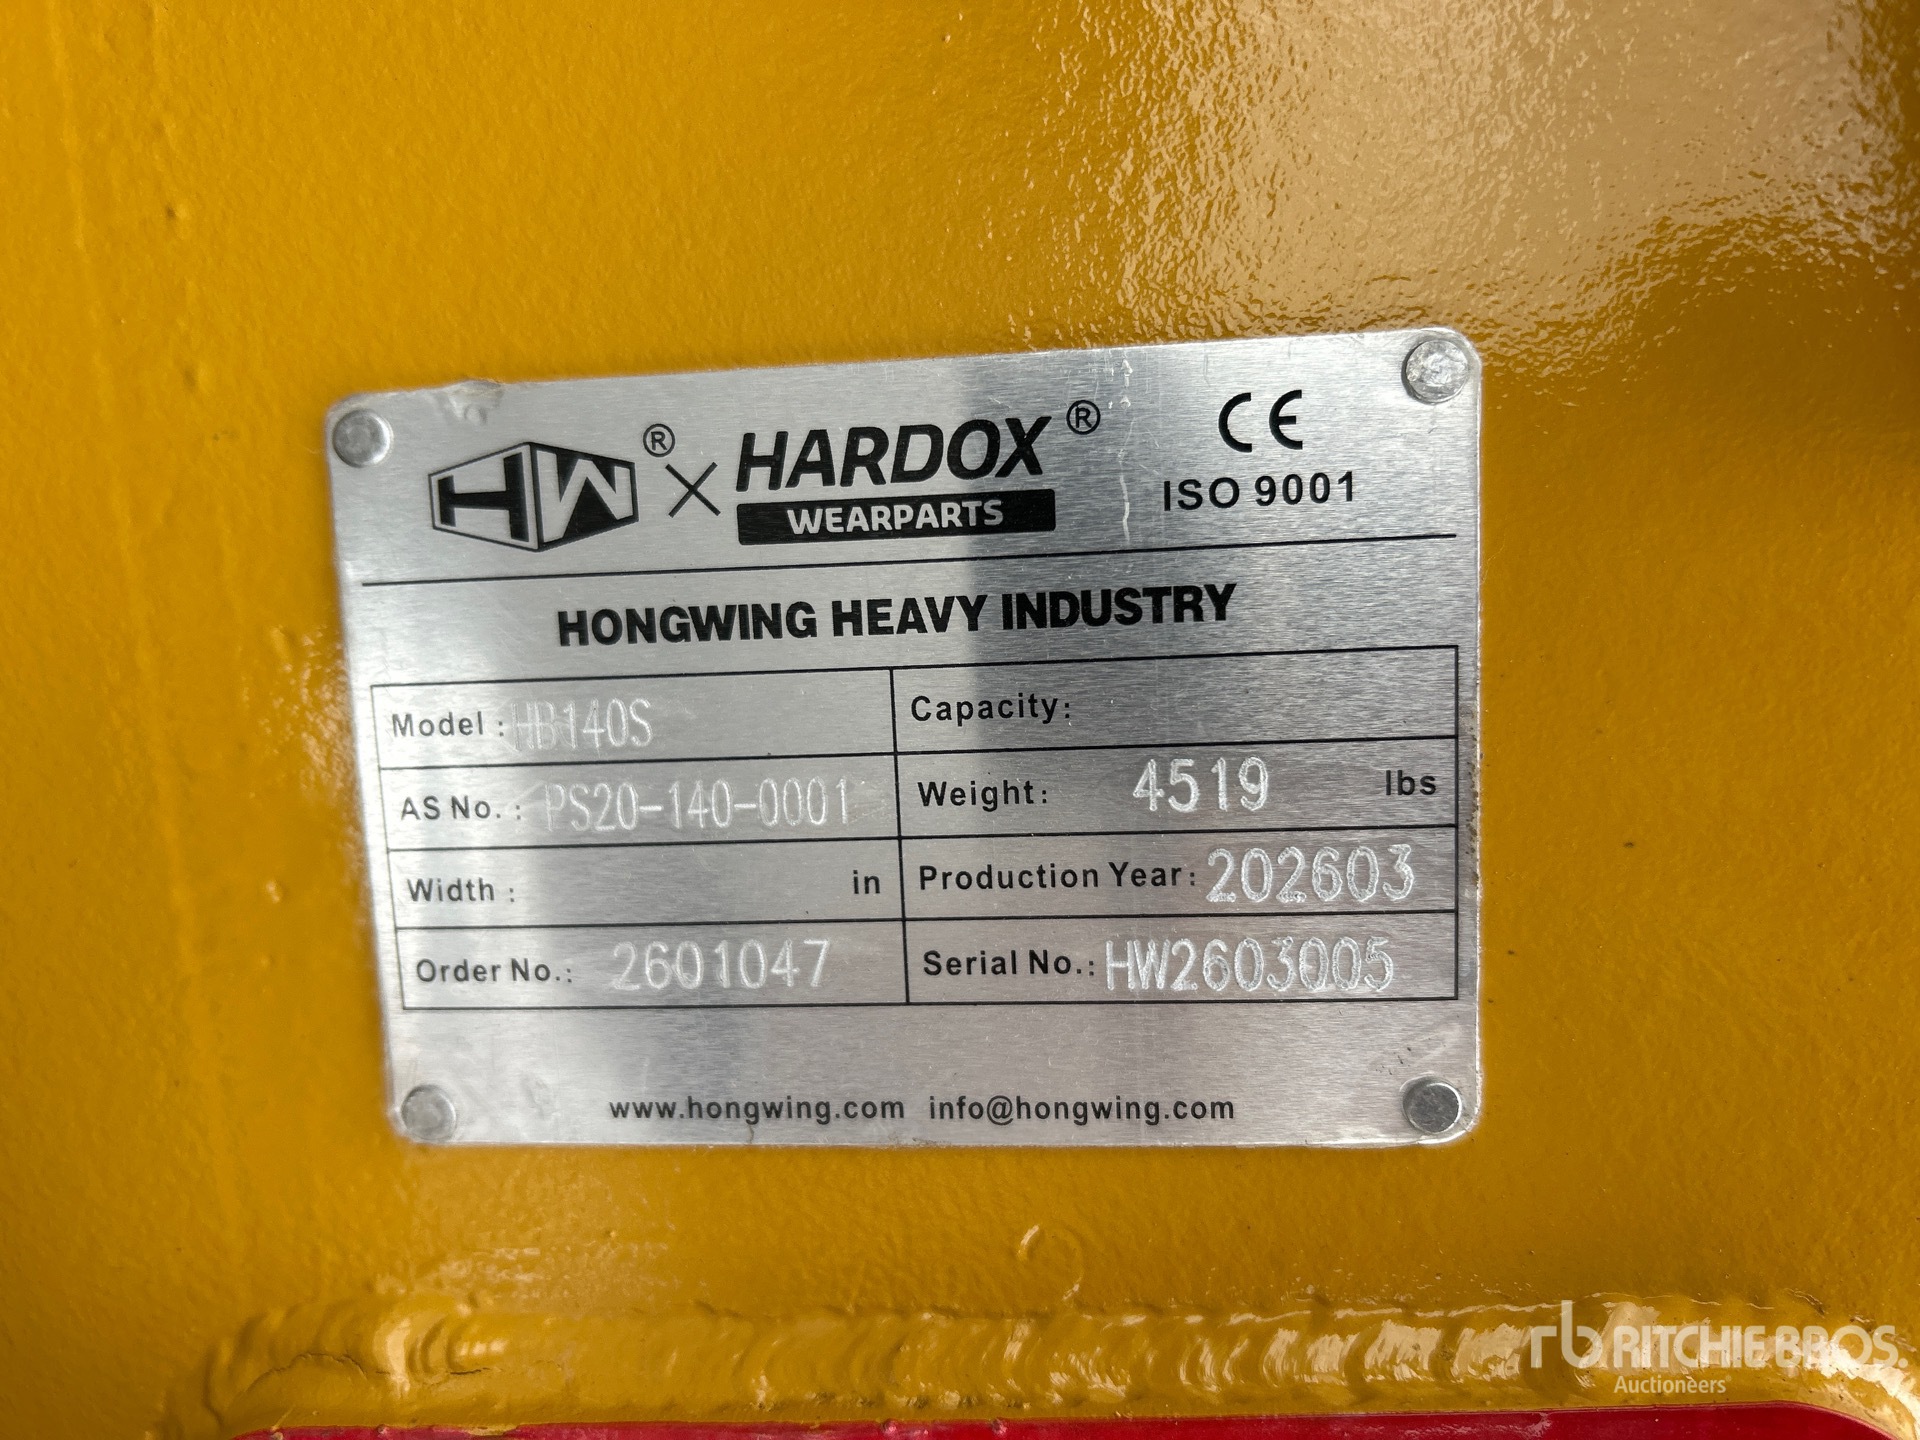 HW® × HARDOX®
WEARPARTS
CE
ISO 9001
HONGWING HEAVY INDUSTRY
Model : HB140S
Capacity:
AS No. : PS20-140-0001
Weight: 4519 lbs
Width : in
Production Year: 202603
Order No.: 2601047
Serial No.: HW2603005
www.hongwing.com info@hongwing.com
rb RITCHIE BROS.
Auctioneers